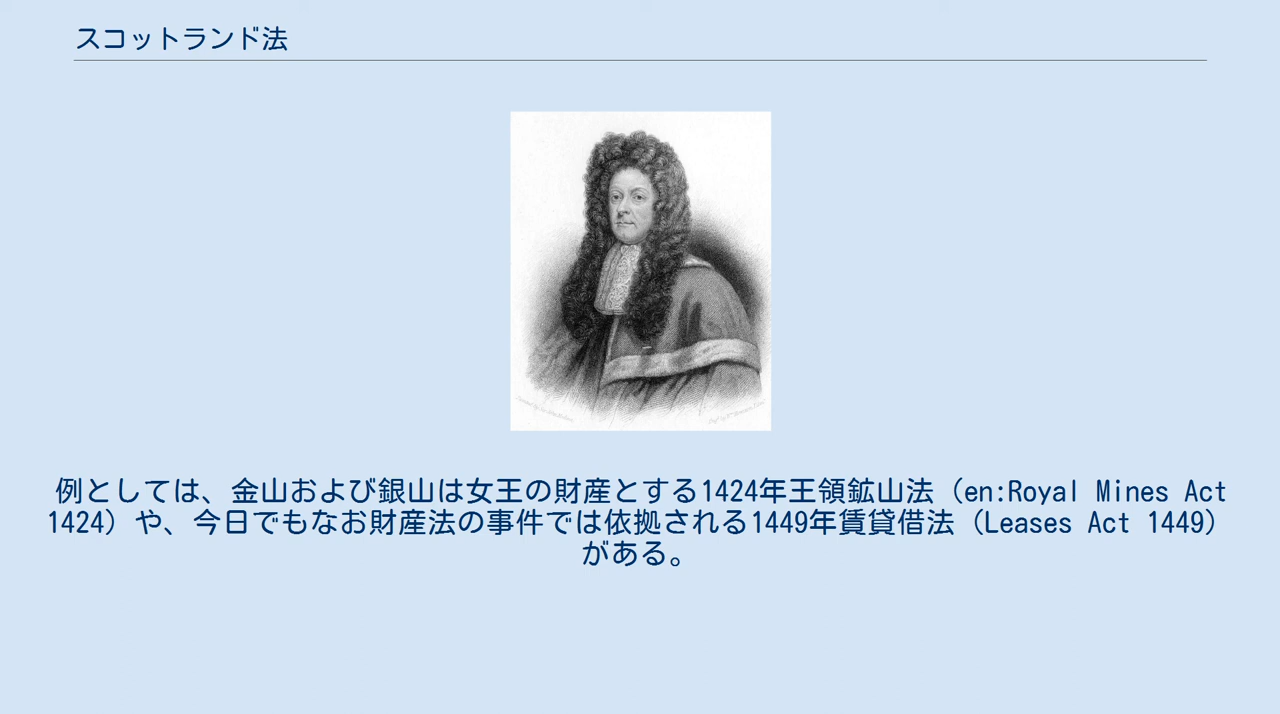 スコットランド法
例としては、金山および銀山は女王の財産とする1424年王領鉱山法（en:Royal Mines Act
1424）や、今日でもなお財産法の事件では依拠される1449年賃貸借法（Leases Act 1449）
がある。